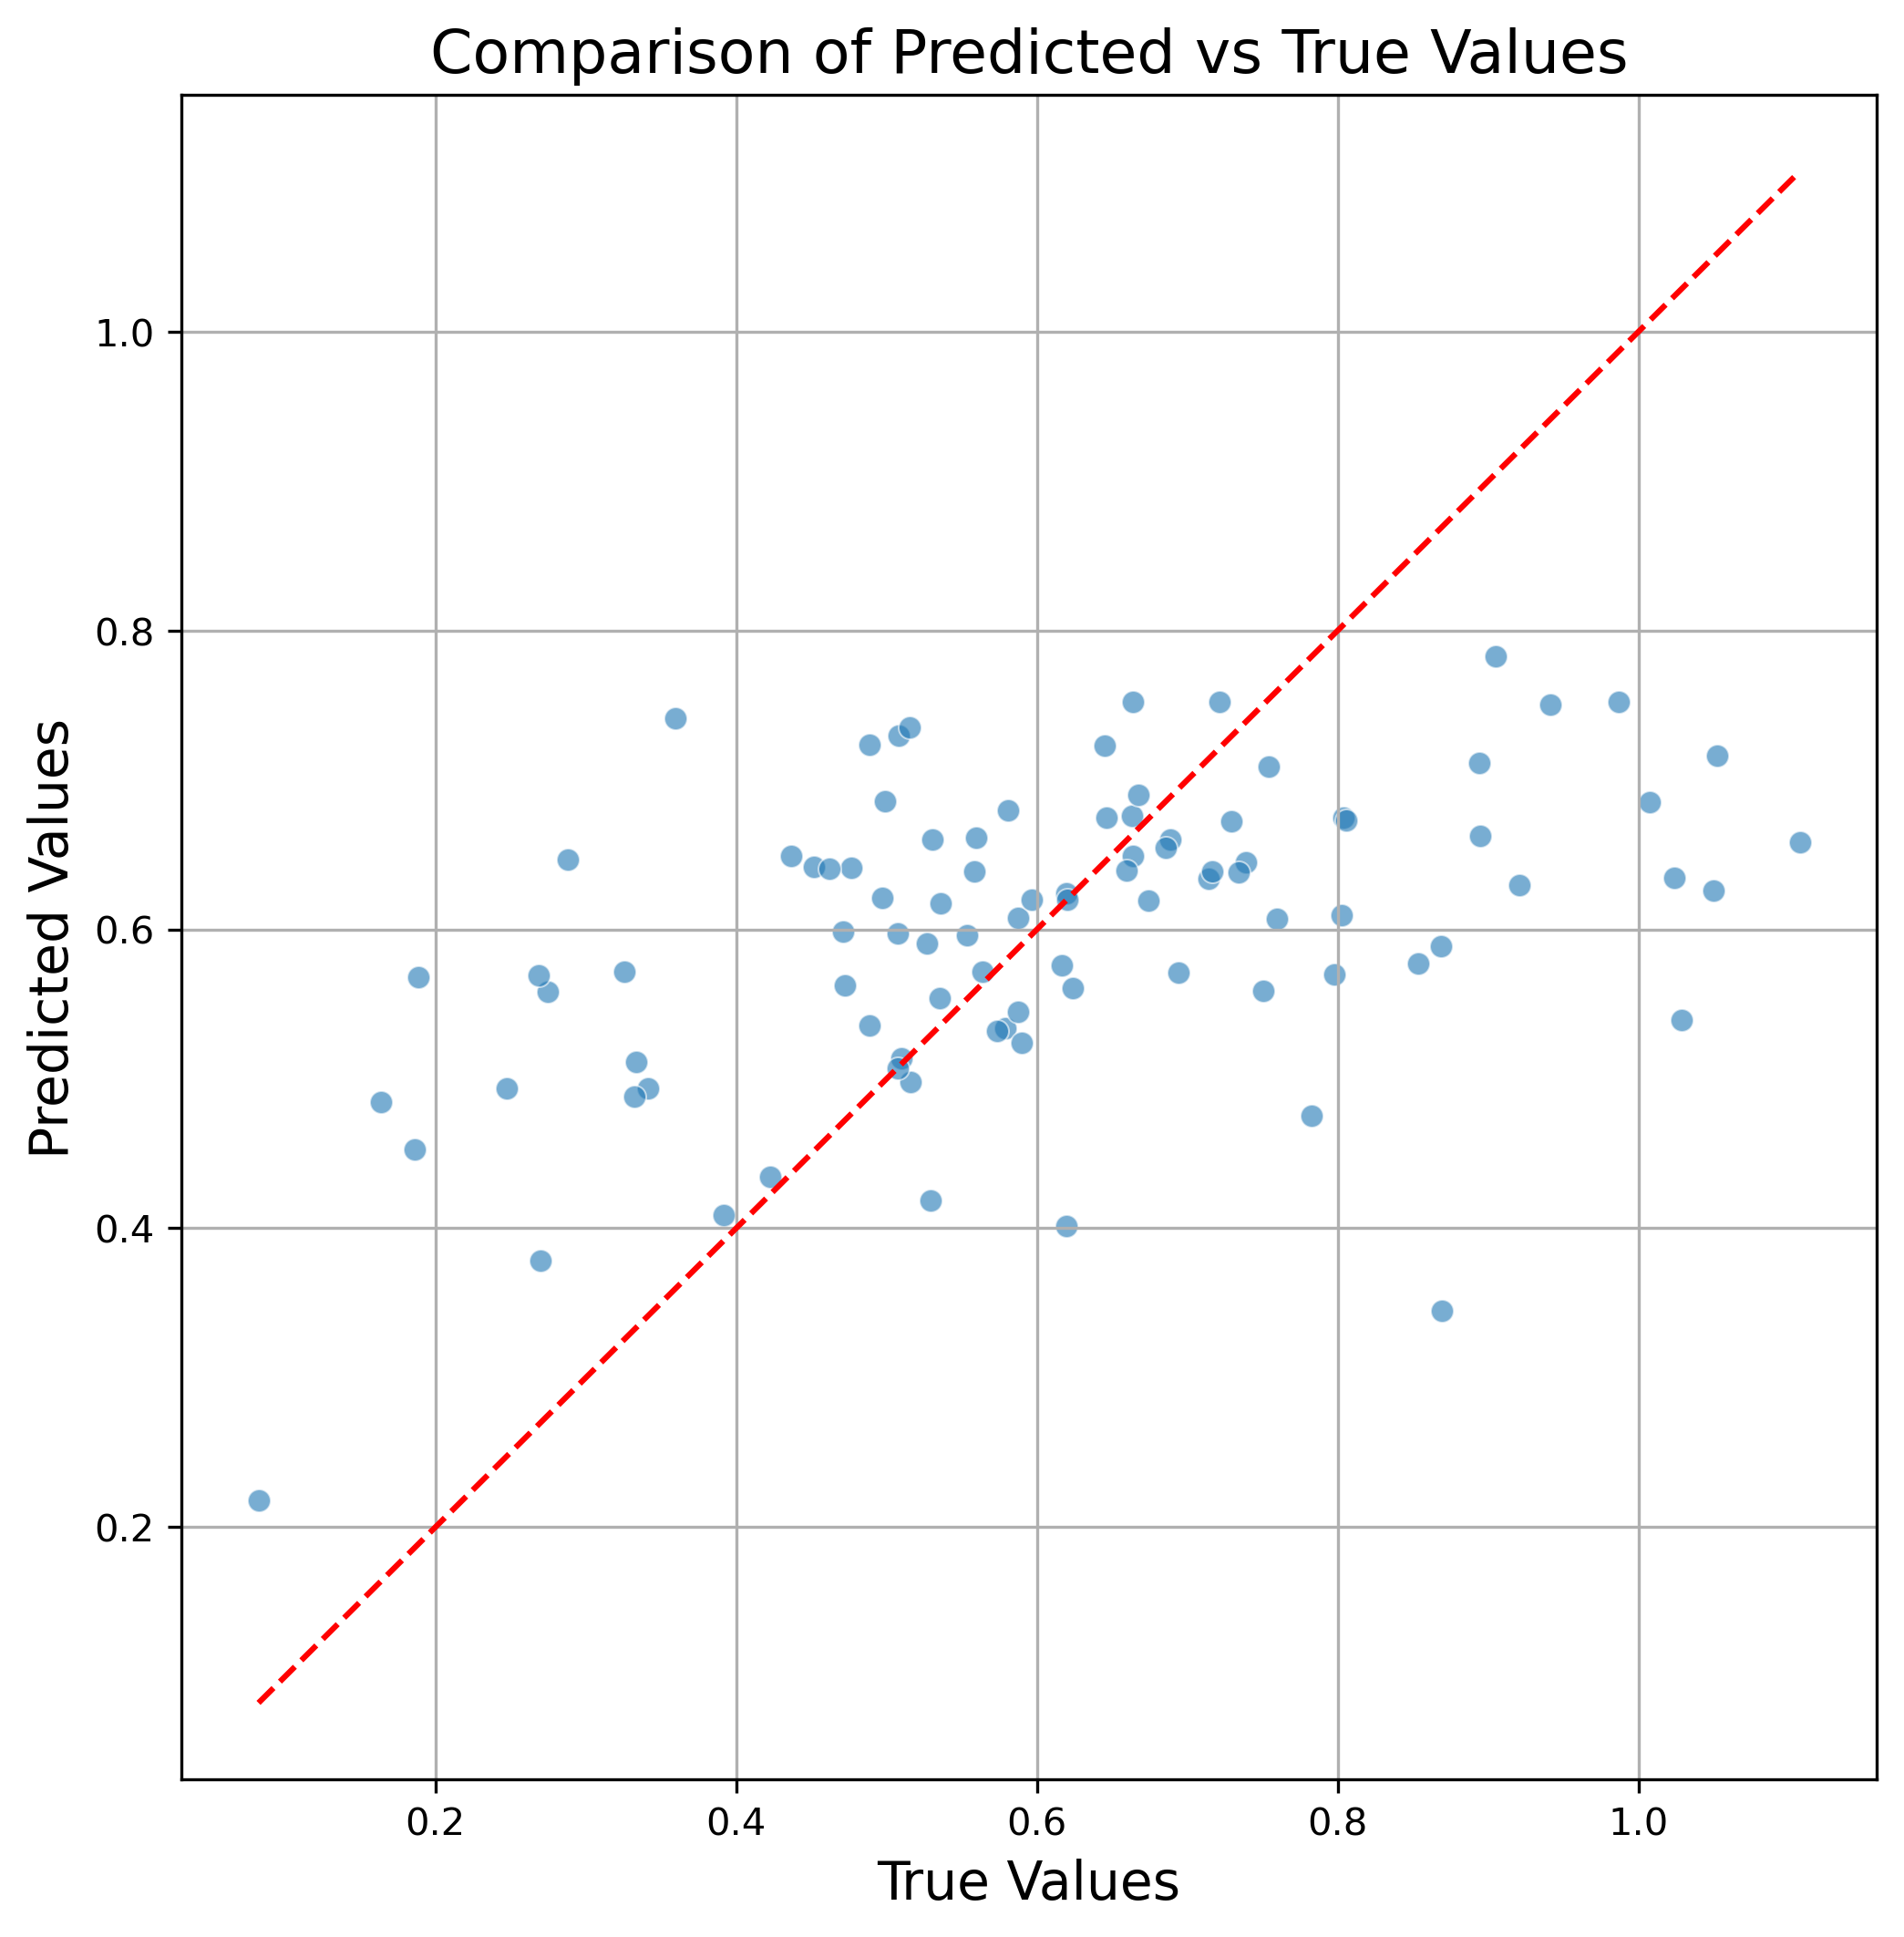 Comparison of Predicted vs True Values
Predicted Values
1.0
0.8
0.6
0.4
0.2
0.2 0.4 0.6 0.8 1.0
True Values